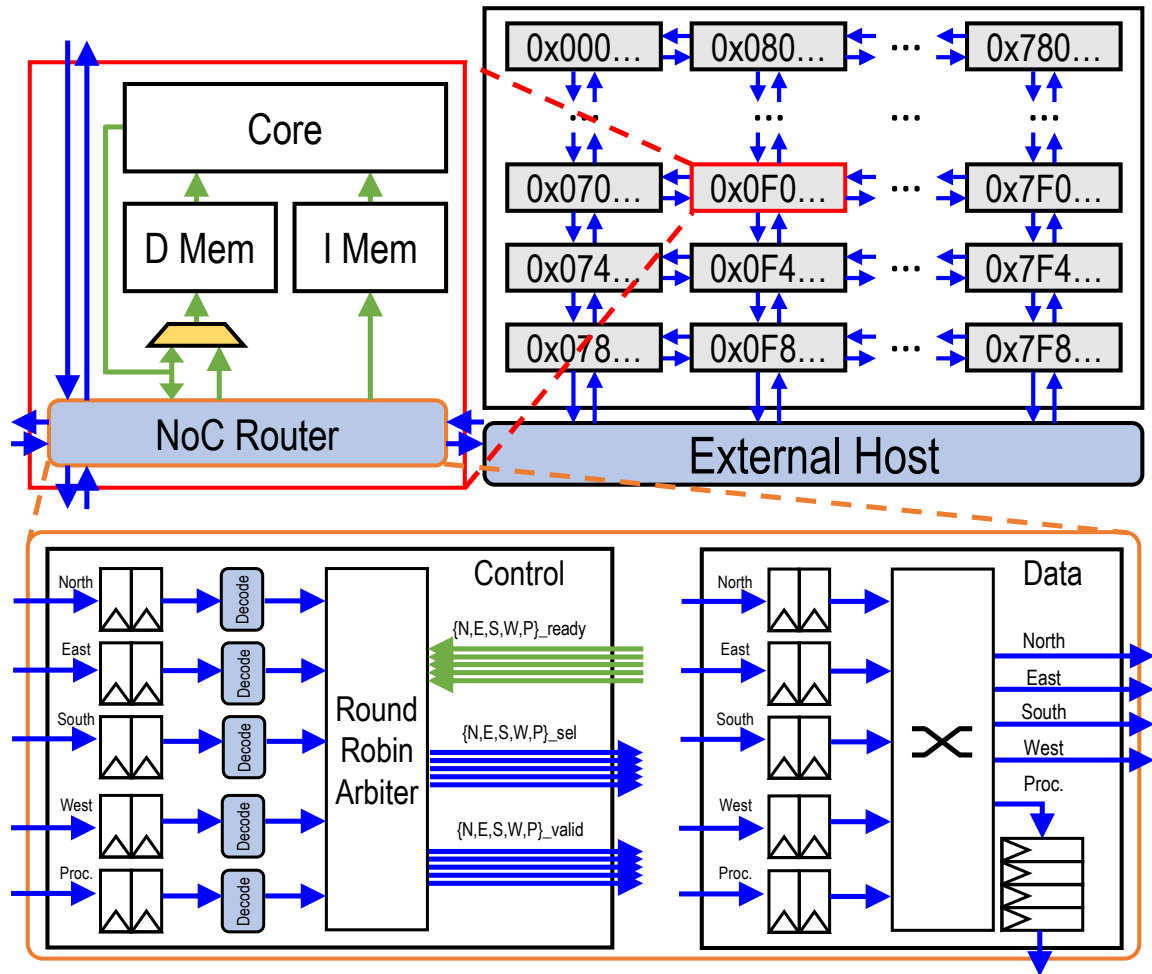 0x000... 0x080... ... 0x780...
... ... ... ...
0x070... 0x0F0... ... 0x7F0...
0x074... 0x0F4... ... 0x7F4...
0x078... 0x0F8... ... 0x7F8...
External Host
Core
D Mem
I Mem
NoC Router
Control
North
East
South
West
Proc.
Decode
Decode
Decode
Decode
Decode
Round
Robin
Arbiter
{N,E,S,W,P}_ready
{N,E,S,W,P}_sel
{N,E,S,W,P}_valid
Data
North
East
South
West
Proc.
North
East
South
West
Proc.